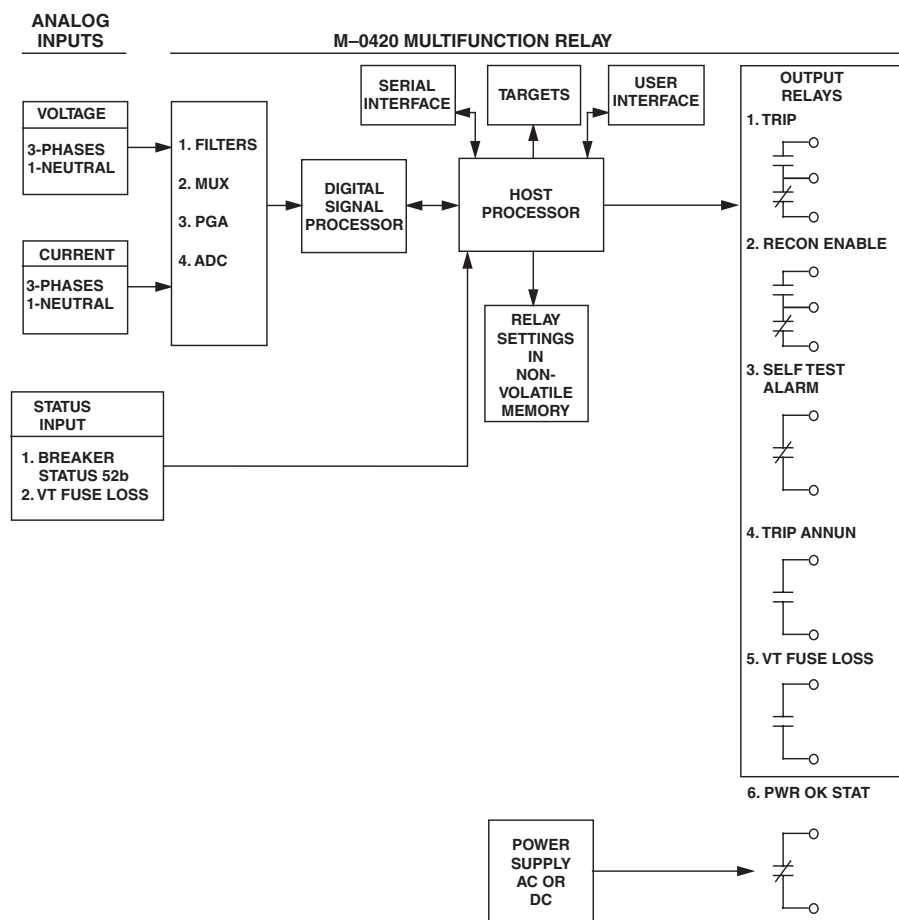 ANALOG
INPUTS
M–0420 MULTIFUNCTION RELAY
VOLTAGE
3-PHASES
1-NEUTRAL
CURRENT
3-PHASES
1-NEUTRAL
1. FILTERS
2. MUX
3. PGA
4. ADC
DIGITAL
SIGNAL
PROCESSOR
SERIAL
INTERFACE
TARGETS
USER
INTERFACE
HOST
PROCESSOR
RELAY
SETTINGS
IN
NON-
VOLATILE
MEMORY
STATUS
INPUT
1. BREAKER
STATUS 52b
2. VT FUSE LOSS
OUTPUT
RELAYS
1. TRIP
2. RECON ENABLE
3. SELF TEST
ALARM
4. TRIP ANNUN
5. VT FUSE LOSS
6. PWR OK STAT
POWER
SUPPLY
AC OR
DC